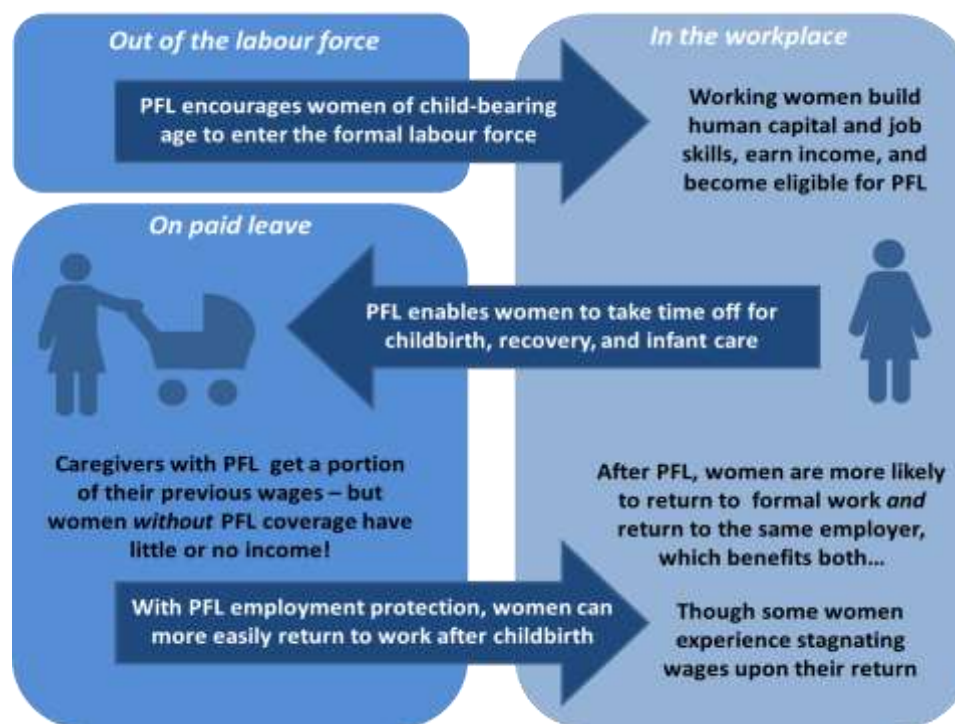 Out of the labour force
In the workplace
PFL encourages women of child-bearing
age to enter the formal labour force
Working women build
human capital and job
skills, earn income, and
become eligible for PFL
On paid leave
PFL enables women to take time off for
childbirth, recovery, and infant care
Caregivers with PFL get a portion
of their previous wages – but
women without PFL coverage have
little or no income!
After PFL, women are more likely
to return to formal work and
return to the same employer,
which benefits both...
With PFL employment protection, women can
more easily return to work after childbirth
Though some women
experience stagnating
wages upon their return